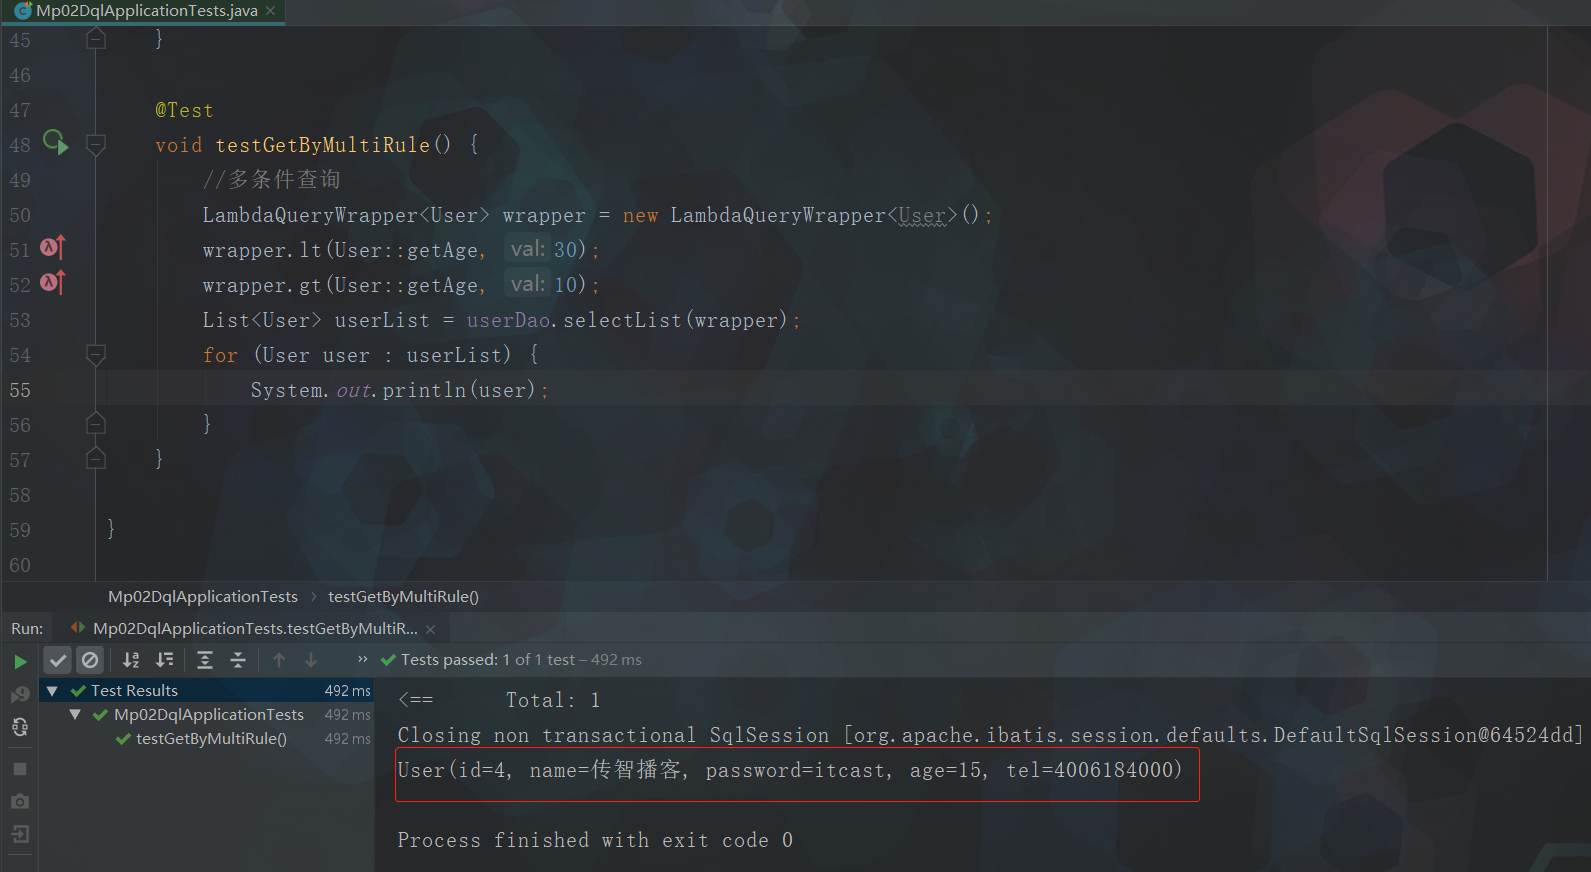 Mp02DqlApplicationTests.java ×
45 }
46
47 @Test
48 void testGetByMultiRule() {
49 //多条件查询
50 LambdaQueryWrapper<User> wrapper = new LambdaQueryWrapper<User>();
51 wrapper.lt(User::getAge, val: 30);
52 wrapper.gt(User::getAge, val: 10);
53 List<User> userList = userDao.selectList(wrapper);
54 for (User user : userList) {
55 System.out.println(user);
56 }
57 }
58
59 }
60
Mp02DqlApplicationTests › testGetByMultiRule()
Run: Mp02DqlApplicationTests.testGetByMultiR... ×
» Tests passed: 1 of 1 test – 492 ms
Test Results 492 ms
Mp02DqlApplicationTests 492 ms
testGetByMultiRule() 492 ms
<== Total: 1
Closing non transactional SqlSession [org.apache.ibatis.session.defaults.DefaultSqlSession@64524dd]
User(id=4, name=传智播客, password=itcast, age=15, tel=4006184000)
Process finished with exit code 0